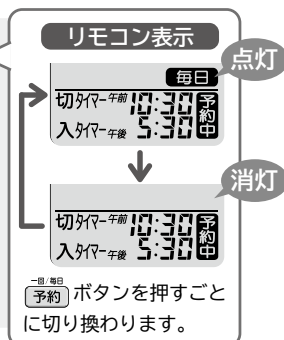 リモコン表示
毎日
点灯
切タイマー 午前 10:30 予約中
入タイマー 午後 5:30
消灯
切タイマー 午前 10:30 予約中
入タイマー 午後 5:30
一回/毎日
予約 ボタンを押すごと
に切り換わります。